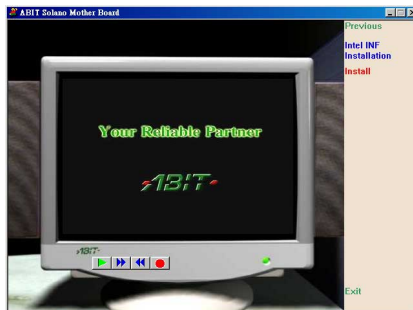 ABIT Solano Mother Board
Previous
Intel INF
Installation
Install
Your Reliable Partner
ABIT
ABIT
Exit